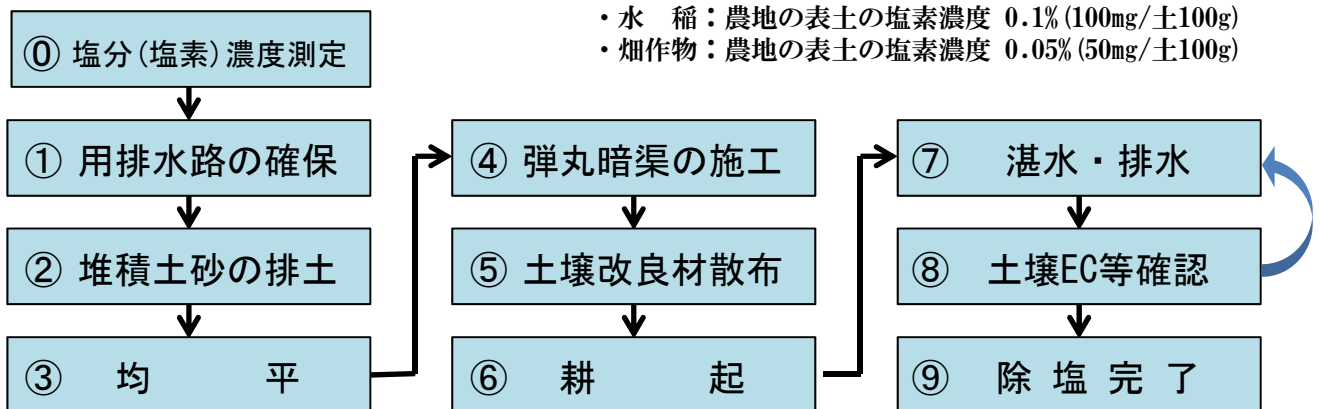 ・水　稲：農地の表土の塩素濃度 0.1%(100mg/土100g)
・畑作物：農地の表土の塩素濃度 0.05%(50mg/土100g)
⓪ 塩分(塩素)濃度測定
① 用排水路の確保
② 堆積土砂の排土
③ 均　平
④ 弾丸暗渠の施工
⑤ 土壌改良材散布
⑥ 耕　起
⑦ 湛水・排水
⑧ 土壌EC等確認
⑨ 除塩完了